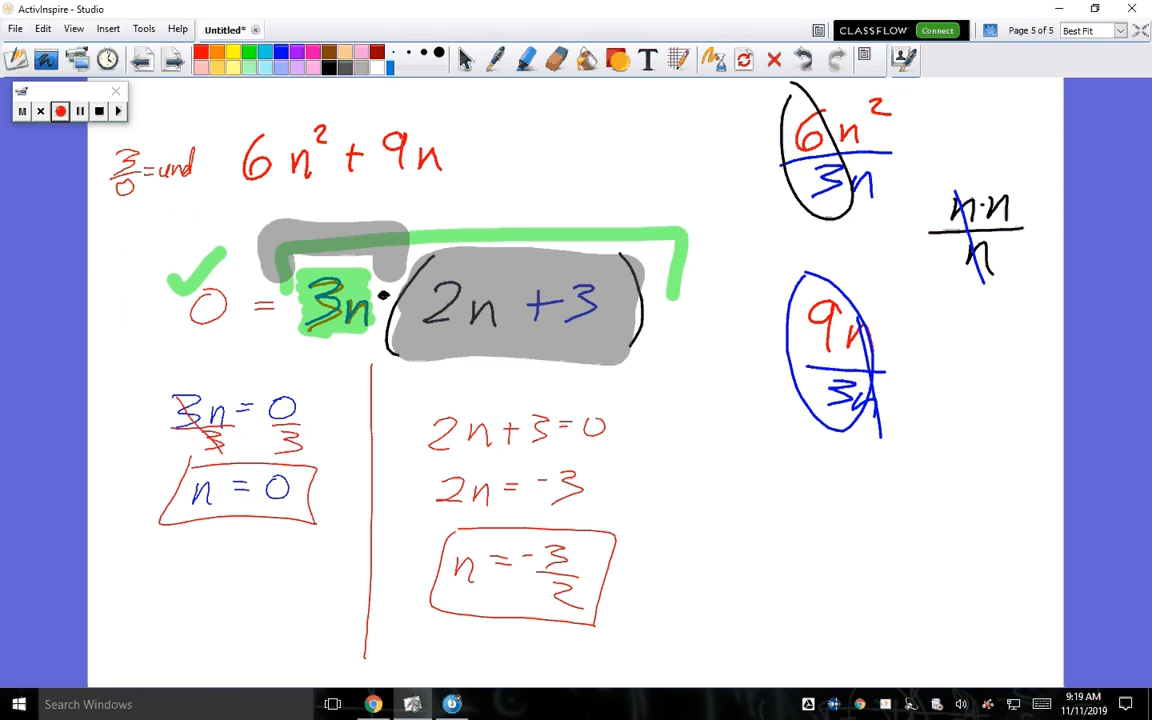 ActivInspire - Studio
File Edit View Insert Tools Help Untitled* CLASSFLOW Connect Page 5 of 5 Best Fit
M
3/0 = und
6n² + 9n
0 = 3n · (2n + 3)
3n = 0
3 3
n = 0
2n + 3 = 0
2n = -3
n = -3/2
6n²
3n
n·n
n
9n
3n
Search Windows
9:19 AM
11/11/2019